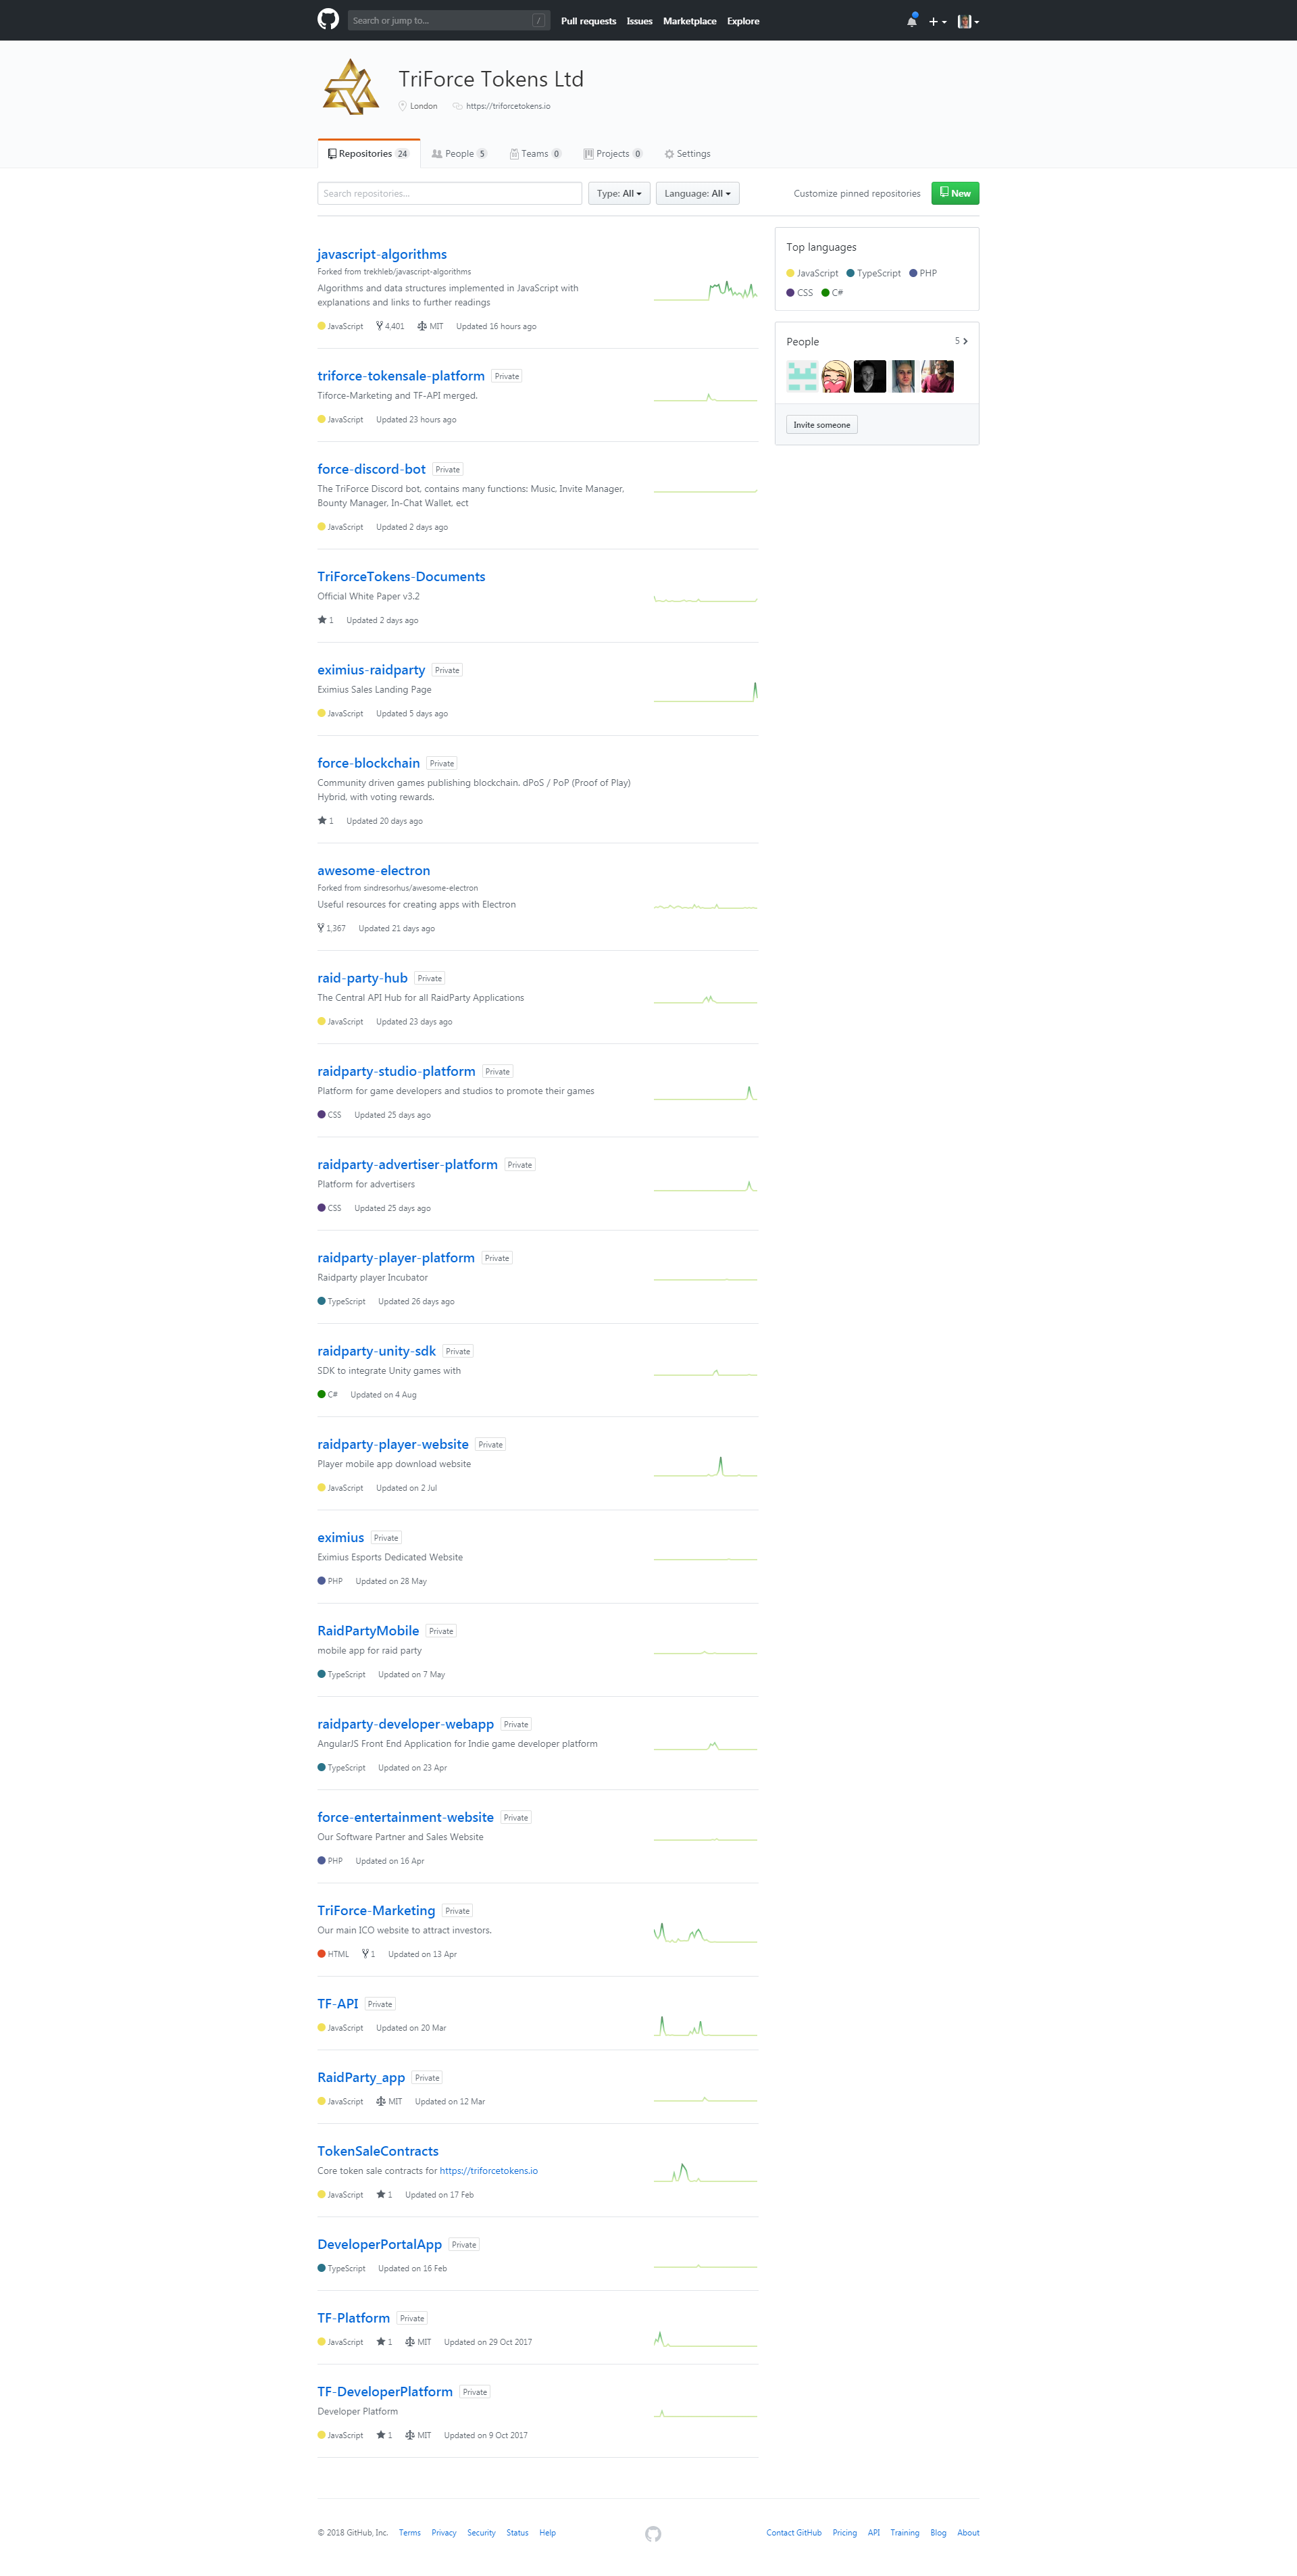 Search or jump to... / Pull requests Issues Marketplace Explore
TriForce Tokens Ltd
London https://triforcetokens.io
Repositories 24 People 5 Teams 0 Projects 0 Settings
Search repositories... Type: All Language: All Customize pinned repositories New
javascript-algorithms
Forked from trekhleb/javascript-algorithms
Algorithms and data structures implemented in JavaScript with
explanations and links to further readings
JavaScript 4,401 MIT Updated 16 hours ago
triforce-tokensale-platform Private
Tiforce-Marketing and TF-API merged.
JavaScript Updated 23 hours ago
force-discord-bot Private
The TriForce Discord bot, contains many functions: Music, Invite Manager,
Bounty Manager, In-Chat Wallet, ect
JavaScript Updated 2 days ago
TriForceTokens-Documents
Official White Paper v3.2
1 Updated 2 days ago
eximius-raidparty Private
Eximius Sales Landing Page
JavaScript Updated 5 days ago
force-blockchain Private
Community driven games publishing blockchain. dPoS / PoP (Proof of Play)
Hybrid, with voting rewards.
1 Updated 20 days ago
awesome-electron
Forked from sindresorhus/awesome-electron
Useful resources for creating apps with Electron
1,367 Updated 21 days ago
raid-party-hub Private
The Central API Hub for all RaidParty Applications
JavaScript Updated 23 days ago
raidparty-studio-platform Private
Platform for game developers and studios to promote their games
CSS Updated 25 days ago
raidparty-advertiser-platform Private
Platform for advertisers
CSS Updated 25 days ago
raidparty-player-platform Private
Raidparty player Incubator
TypeScript Updated 26 days ago
raidparty-unity-sdk Private
SDK to integrate Unity games with
C# Updated on 4 Aug
raidparty-player-website Private
Player mobile app download website
JavaScript Updated on 2 Jul
eximius Private
Eximius Esports Dedicated Website
PHP Updated on 28 May
RaidPartyMobile Private
mobile app for raid party
TypeScript Updated on 7 May
raidparty-developer-webapp Private
AngularJS Front End Application for Indie game developer platform
TypeScript Updated on 23 Apr
force-entertainment-website Private
Our Software Partner and Sales Website
PHP Updated on 16 Apr
TriForce-Marketing Private
Our main ICO website to attract investors.
HTML 1 Updated on 13 Apr
TF-API Private
JavaScript Updated on 20 Mar
RaidParty_app Private
JavaScript MIT Updated on 12 Mar
TokenSaleContracts
Core token sale contracts for https://triforcetokens.io
JavaScript 1 Updated on 17 Feb
DeveloperPortalApp Private
TypeScript Updated on 16 Feb
TF-Platform Private
JavaScript 1 MIT Updated on 29 Oct 2017
TF-DeveloperPlatform Private
Developer Platform
JavaScript 1 MIT Updated on 9 Oct 2017
Top languages
JavaScript TypeScript PHP
CSS C#
People 5
Invite someone
© 2018 GitHub, Inc. Terms Privacy Security Status Help Contact GitHub Pricing API Training Blog About